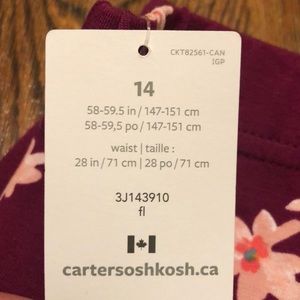 CKT82561-CAN
IGP
14
58-59.5 in / 147-151 cm
58-59,5 po / 147-151 cm
waist | taille :
28 in / 71 cm | 28 po / 71 cm
3J143910
fl
cartersoshkosh.ca